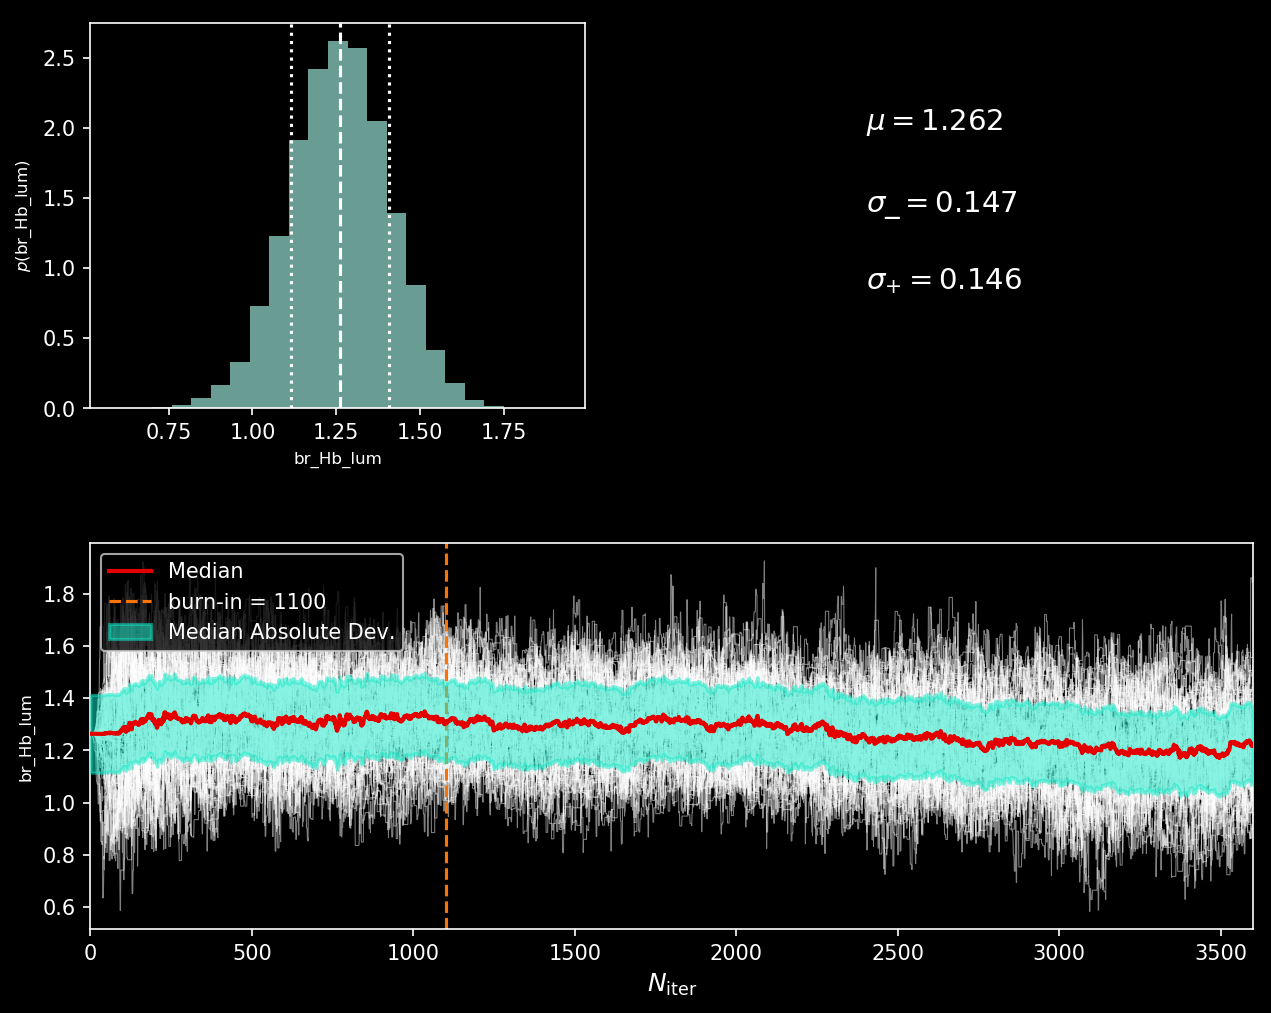 2.5
2.0
1.5
1.0
0.5
0.0
p(br_Hb_lum)
0.75 1.00 1.25 1.50 1.75
br_Hb_lum
μ = 1.262
σ_ = 0.147
σ+ = 0.146
Median
burn-in = 1100
Median Absolute Dev.
1.8
1.6
1.4
1.2
1.0
0.8
0.6
br_Hb_lum
0 500 1000 1500 2000 2500 3000 3500
Niter